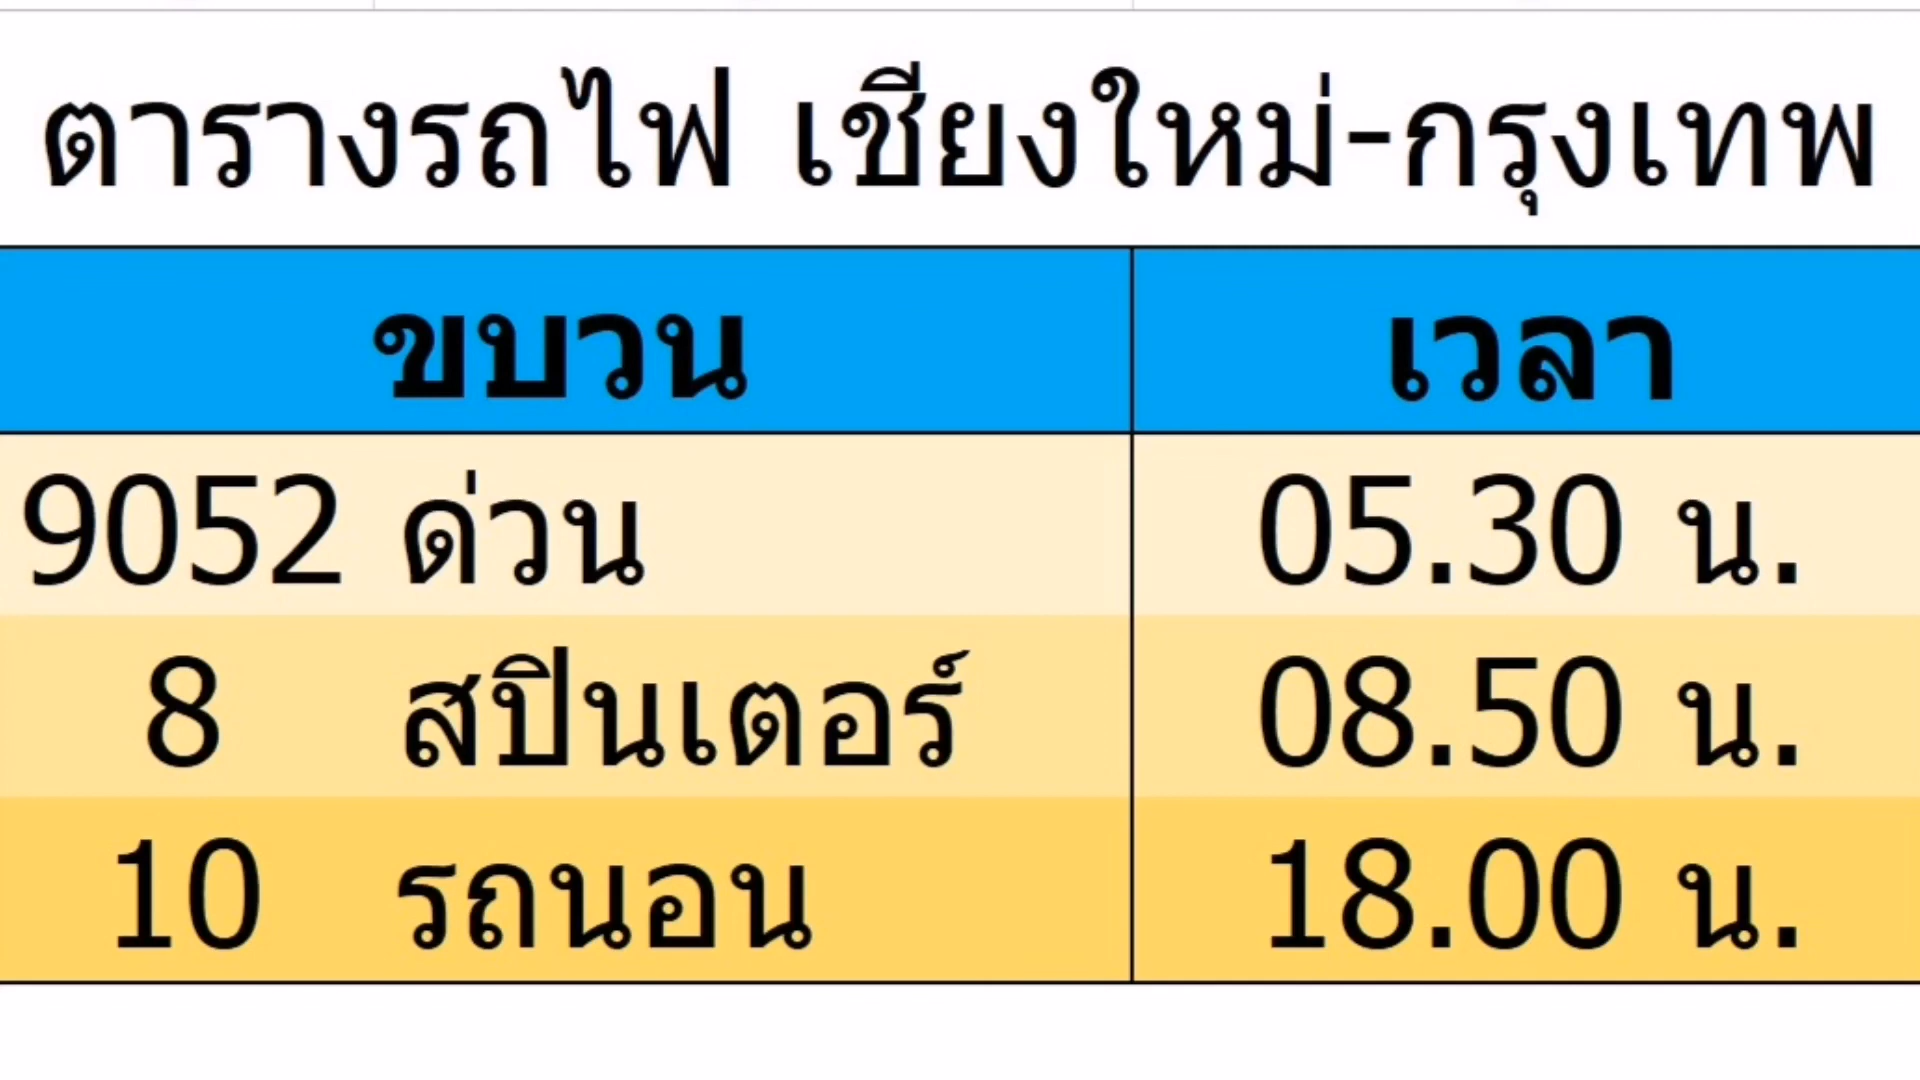 ตารางรถไฟ เชียงใหม่-กรุงเทพ
ขบวน เวลา
9052 ด่วน 05.30 น.
8 สปินเตอร์ 08.50 น.
10 รถนอน 18.00 น.